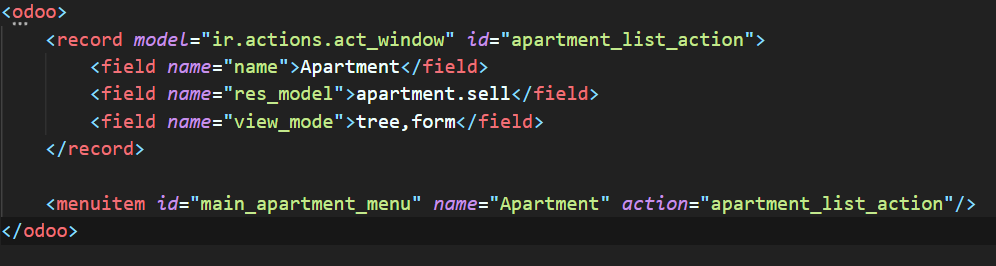 <odoo>
    <record model="ir.actions.act_window" id="apartment_list_action">
        <field name="name">Apartment</field>
        <field name="res_model">apartment.sell</field>
        <field name="view_mode">tree,form</field>
    </record>

    <menuitem id="main_apartment_menu" name="Apartment" action="apartment_list_action"/>
</odoo>